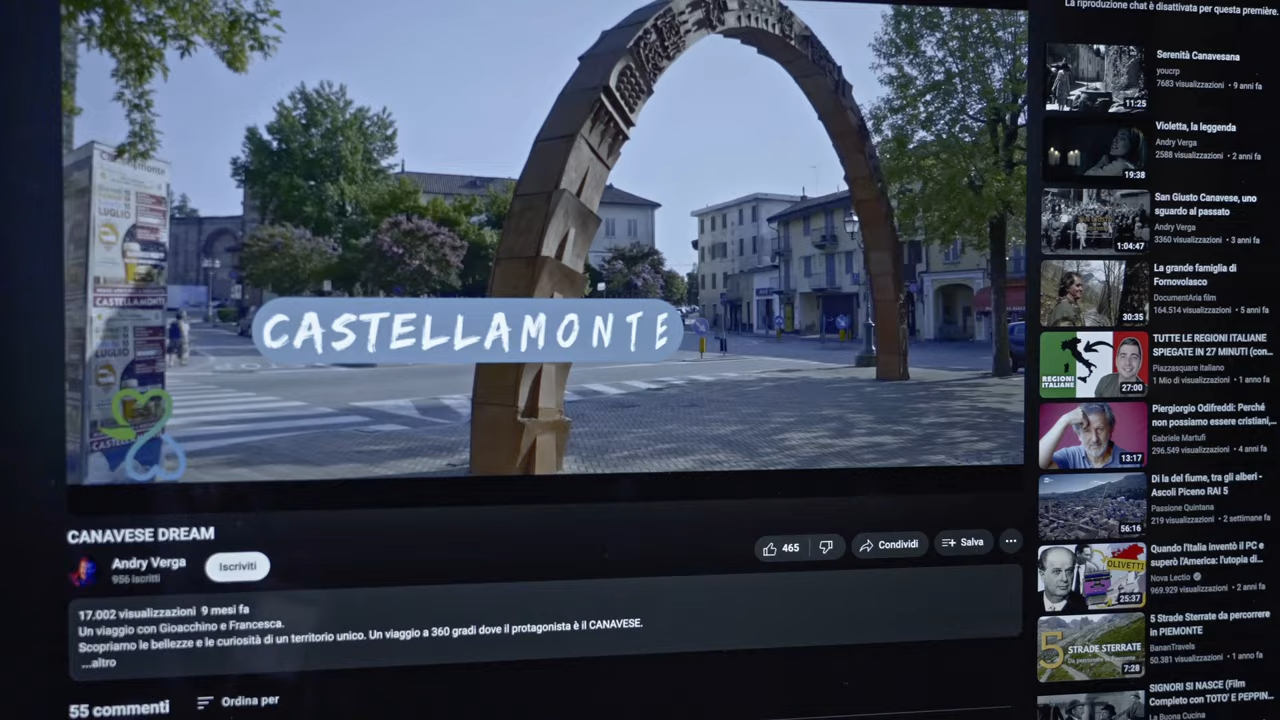 La riproduzione chat è disattivata per questa première.
CASTELLAMONTE
LUGLIO
CASTELLAMONTE
LUGLIO
CANAVESE DREAM
Andry Verga
956 iscritti
Iscriviti
465
Condividi
Salva
17.002 visualizzazioni 9 mesi fa
Un viaggio con Gioacchino e Francesca.
Scopriamo le bellezze e le curiosità di un territorio unico. Un viaggio a 360 gradi dove il protagonista è il CANAVESE.
...altro
55 commenti
Ordina per
11:25
Serenità Canavesana
youcrp
7683 visualizzazioni • 9 anni fa
19:38
Violetta, la leggenda
Andry Verga
2588 visualizzazioni • 2 anni fa
1:04:47
San Giusto Canavese, uno
sguardo al passato
Andry Verga
3360 visualizzazioni • 3 anni fa
30:35
La grande famiglia di
Fornovolasco
DocumentAria film
164.514 visualizzazioni • 5 anni fa
REGIONI
ITALIANE
27:00
TUTTE LE REGIONI ITALIANE
SPIEGATE IN 27 MINUTI (con...
Piazzasquare italiano
1 Mio di visualizzazioni • 1 anno fa
13:17
Piergiorgio Odifreddi: Perché
non possiamo essere cristiani,...
Gabriele Martufi
296.549 visualizzazioni • 4 anni fa
56:16
Di la del fiume, tra gli alberi -
Ascoli Piceno RAI 5
Passione Quintana
219 visualizzazioni • 2 settimane fa
OLIVETTI
25:37
Quando l'Italia inventò il PC e
superò l'America: l'utopia di...
Nova Lectio
969.929 visualizzazioni • 2 anni fa
5
STRADE STERRATE
7:28
5 Strade Sterrate da percorrere
in PIEMONTE
BananTravels
50.381 visualizzazioni • 1 anno fa
SIGNORI SI NASCE (Film
Completo con TOTO' E PEPPIN...
La Buona Cucina